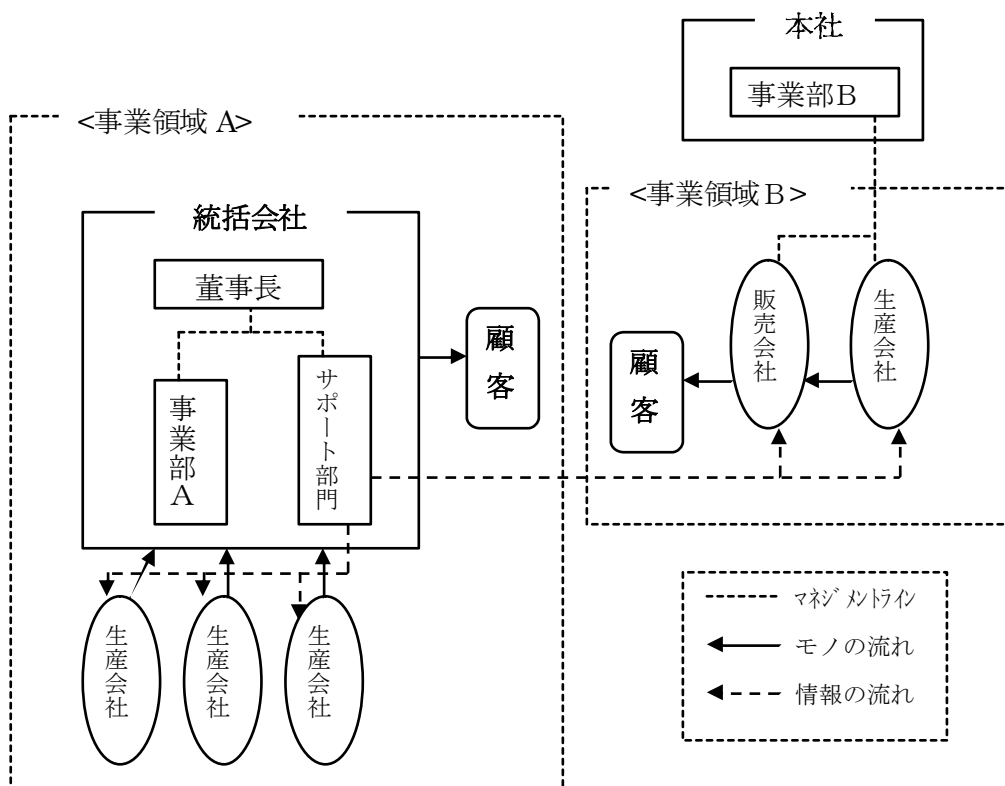 本社
事業部B
<事業領域 A>
<事業領域B>
統括会社
董事長
事業部A
サポート部門
顧客
販売会社
生産会社
顧客
生産会社
生産会社
生産会社
マネジメントライン
モノの流れ
情報の流れ